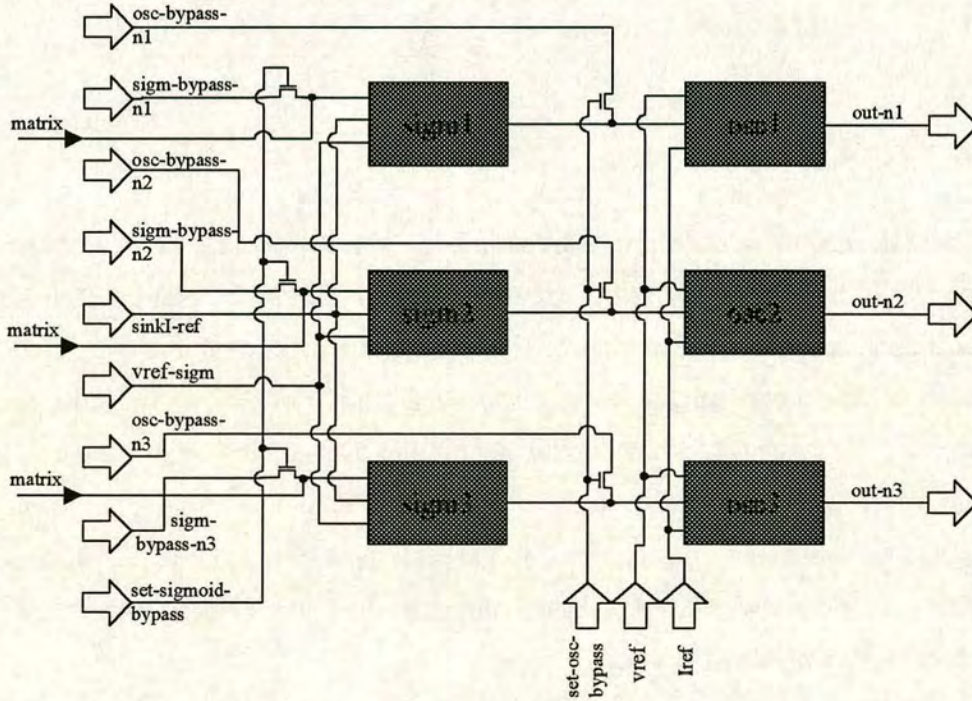 osc-bypass-
n1
sigm-bypass-
n1
matrix
osc-bypass-
n2
sigm-bypass-
n2
sinkI-ref
matrix
vref-sigm
osc-bypass-
n3
matrix
sigm-
bypass-n3
set-sigmoid-
bypass
sigm1
sigm2
sigm3
osn1
osc2
osn3
out-n1
out-n2
out-n3
set-osc-
bypass
vref
Iref